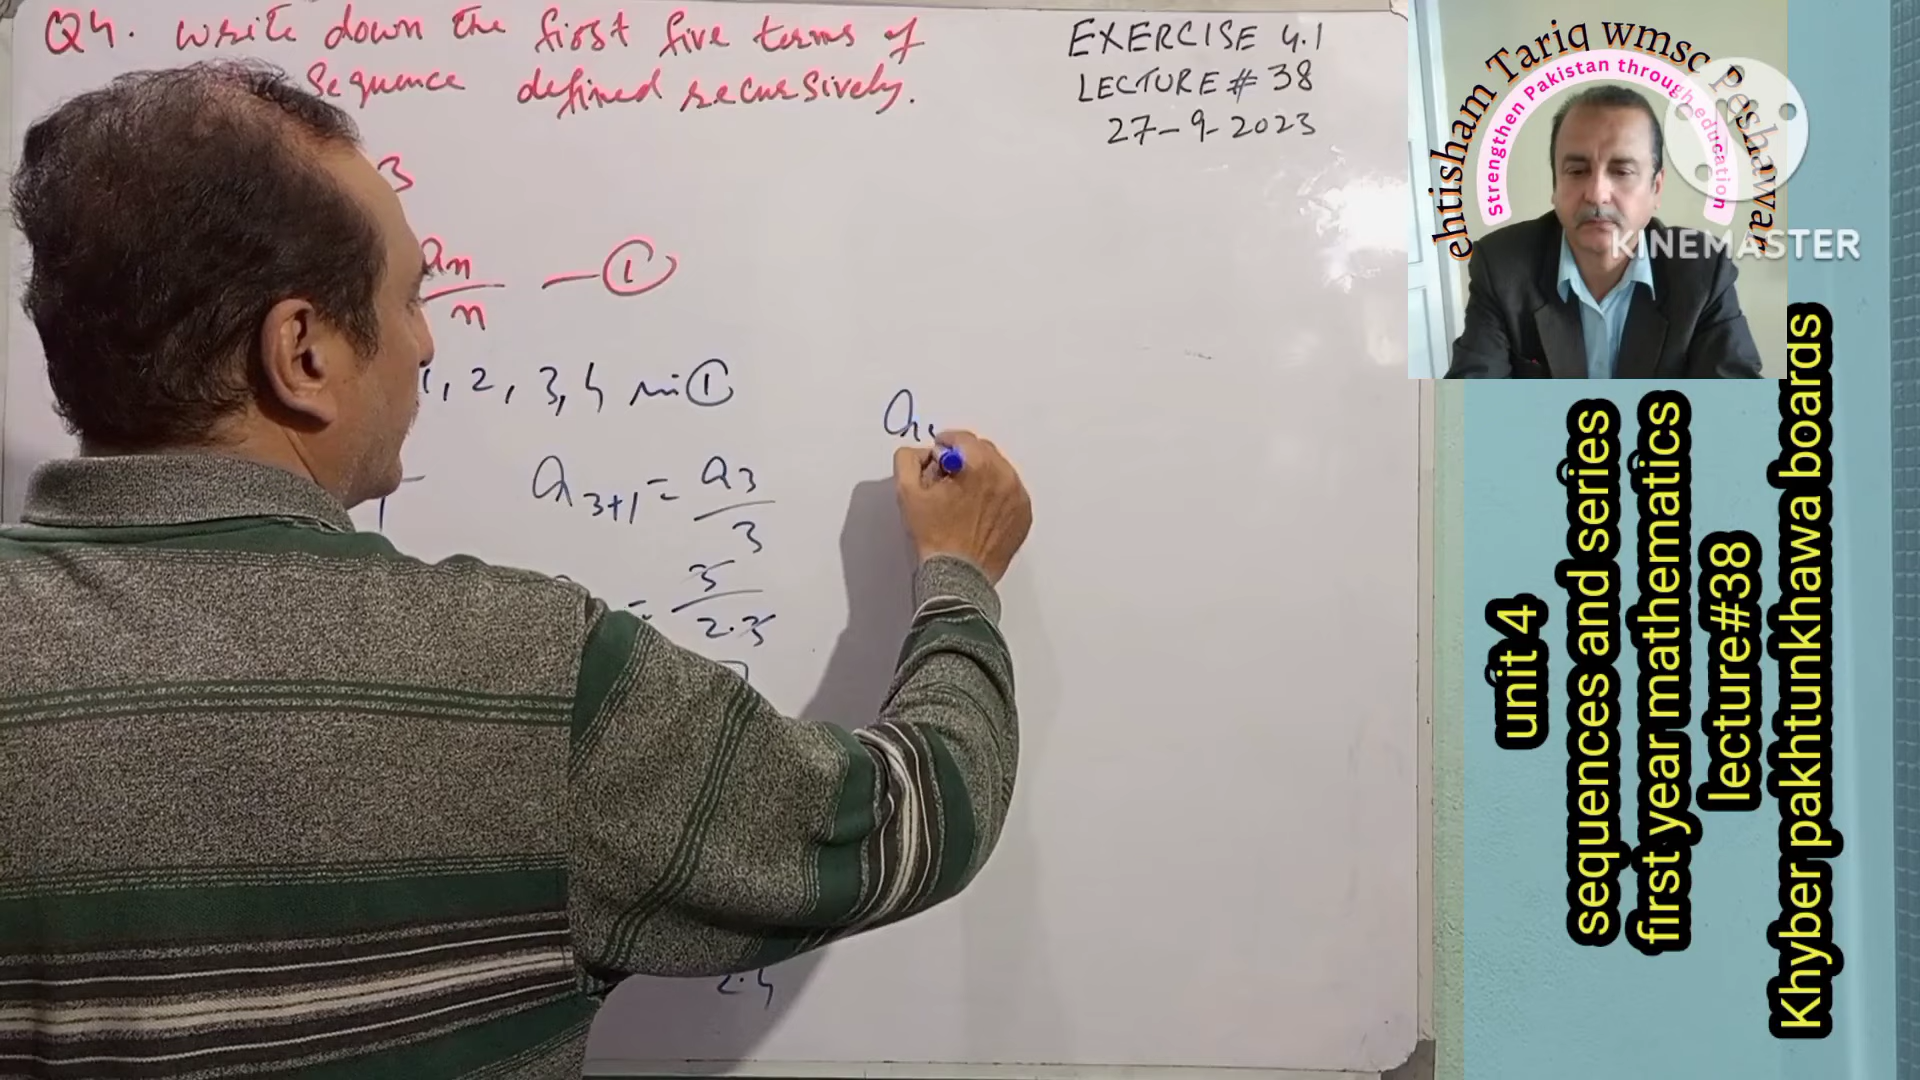 Q4. Write down the first five terms of
sequence defined recursively.
3
an
n
— ①
1, 2, 3, 4 in ①
a3+1 = a3
3
= 3
2.3
2.4
EXERCISE 4.1
LECTURE # 38
27-9-2023
ehtisham Tariq wmsc Peshawar
Strengthen Pakistan through education
KINEMASTER
unit 4
sequences and series
first year mathematics
lecture#38
Khyber pakhtunkhawa boards